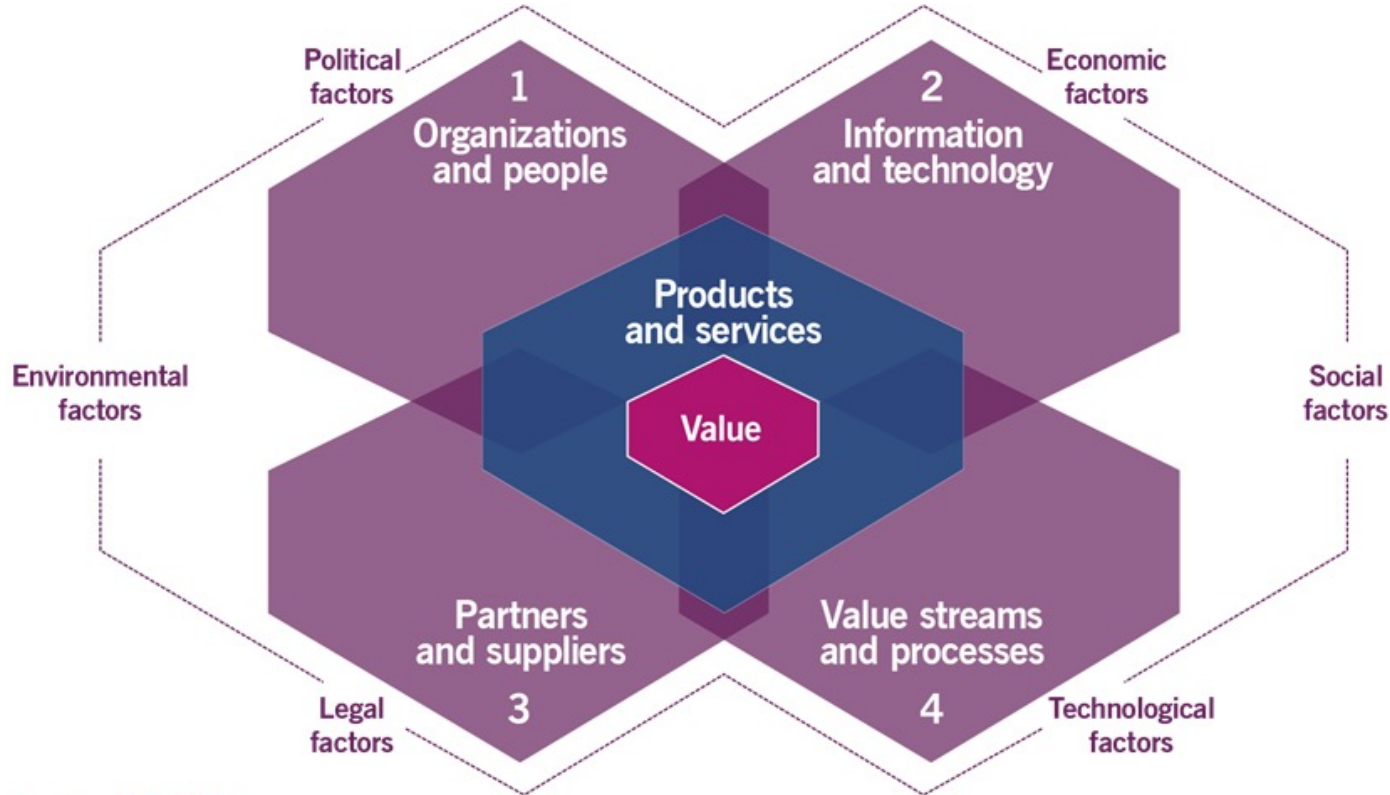 Political
factors
Economic
factors
1
Organizations
and people
2
Information
and technology
Products
and services
Environmental
factors
Value
Social
factors
Partners
and suppliers
3
Value streams
and processes
4
Legal
factors
Technological
factors